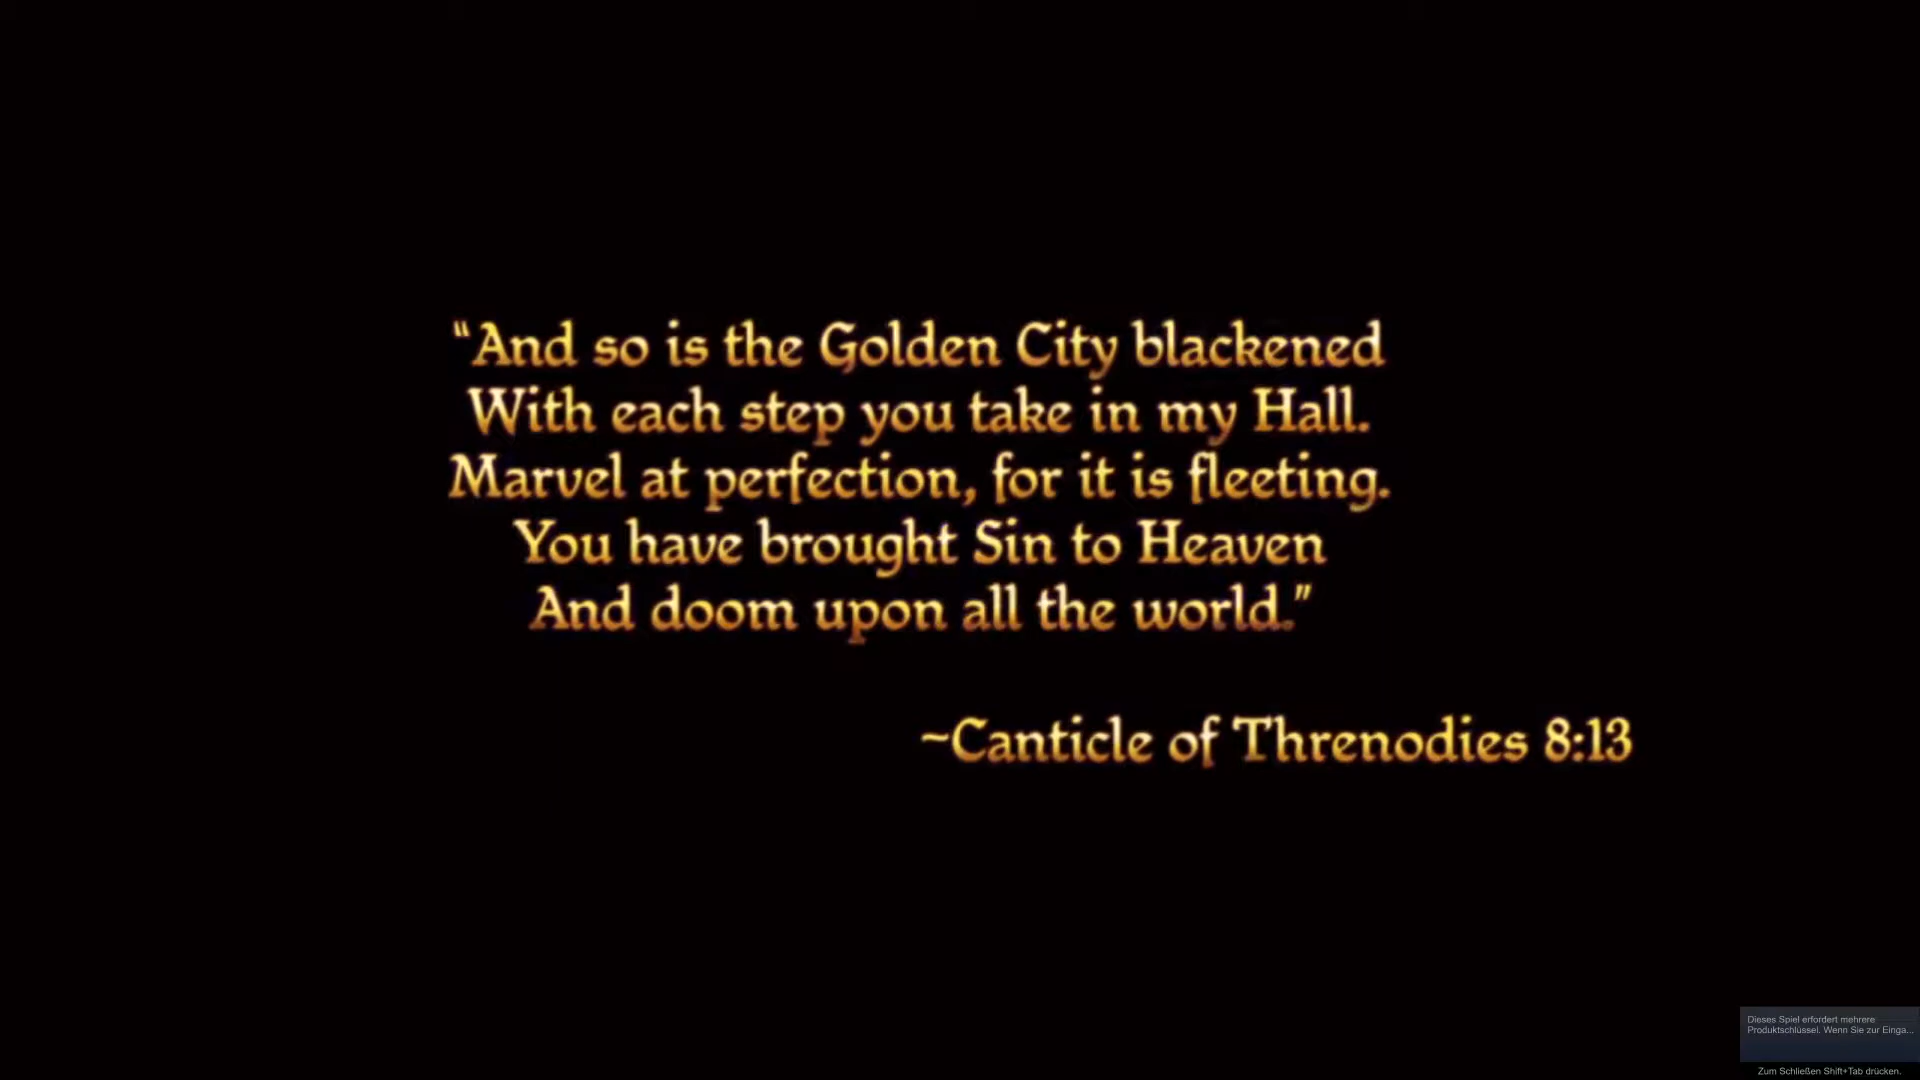 “And so is the Golden City blackened
With each step you take in my Hall.
Marvel at perfection, for it is fleeting.
You have brought Sin to Heaven
And doom upon all the world.”
~Canticle of Threnodies 8:13
Dieses Spiel erfordert mehrere
Produktschlüssel. Wenn Sie zur Einga...
Zum Schließen Shift+Tab drücken.